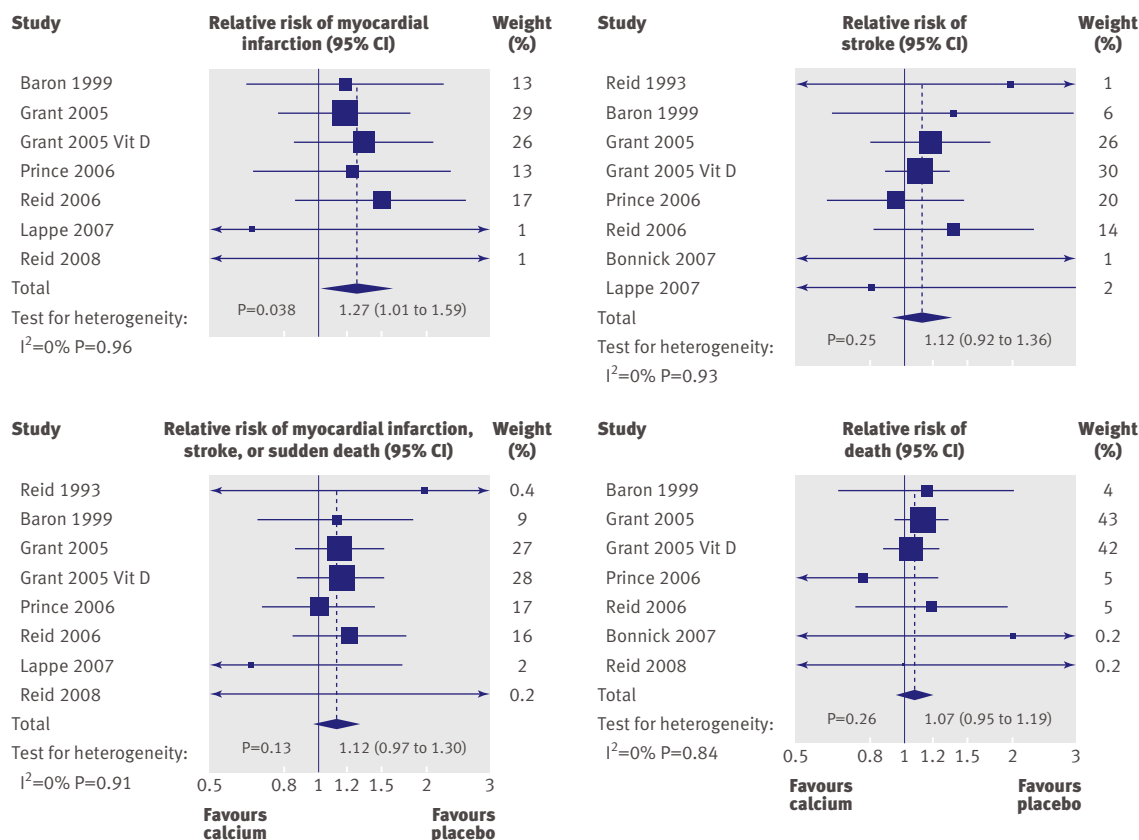 Study
Relative risk of myocardial
infarction (95% CI)
Weight
(%)
Baron 1999 13
Grant 2005 29
Grant 2005 Vit D 26
Prince 2006 13
Reid 2006 17
Lappe 2007 1
Reid 2008 1
Total
Test for heterogeneity: P=0.038 1.27 (1.01 to 1.59)
I²=0% P=0.96
Study
Relative risk of
stroke (95% CI)
Weight
(%)
Reid 1993 1
Baron 1999 6
Grant 2005 26
Grant 2005 Vit D 30
Prince 2006 20
Reid 2006 14
Bonnick 2007 1
Lappe 2007 2
Total
Test for heterogeneity: P=0.25 1.12 (0.92 to 1.36)
I²=0% P=0.93
Study
Relative risk of myocardial infarction,
stroke, or sudden death (95% CI)
Weight
(%)
Reid 1993 0.4
Baron 1999 9
Grant 2005 27
Grant 2005 Vit D 28
Prince 2006 17
Reid 2006 16
Lappe 2007 2
Reid 2008 0.2
Total
Test for heterogeneity: P=0.13 1.12 (0.97 to 1.30)
I²=0% P=0.91
0.5 0.8 1 1.2 1.5 2 3
Favours
calcium
Favours
placebo
Study
Relative risk of
death (95% CI)
Weight
(%)
Baron 1999 4
Grant 2005 43
Grant 2005 Vit D 42
Prince 2006 5
Reid 2006 5
Bonnick 2007 0.2
Reid 2008 0.2
Total
Test for heterogeneity: P=0.26 1.07 (0.95 to 1.19)
I²=0% P=0.84
0.5 0.8 1 1.2 1.5 2 3
Favours
calcium
Favours
placebo